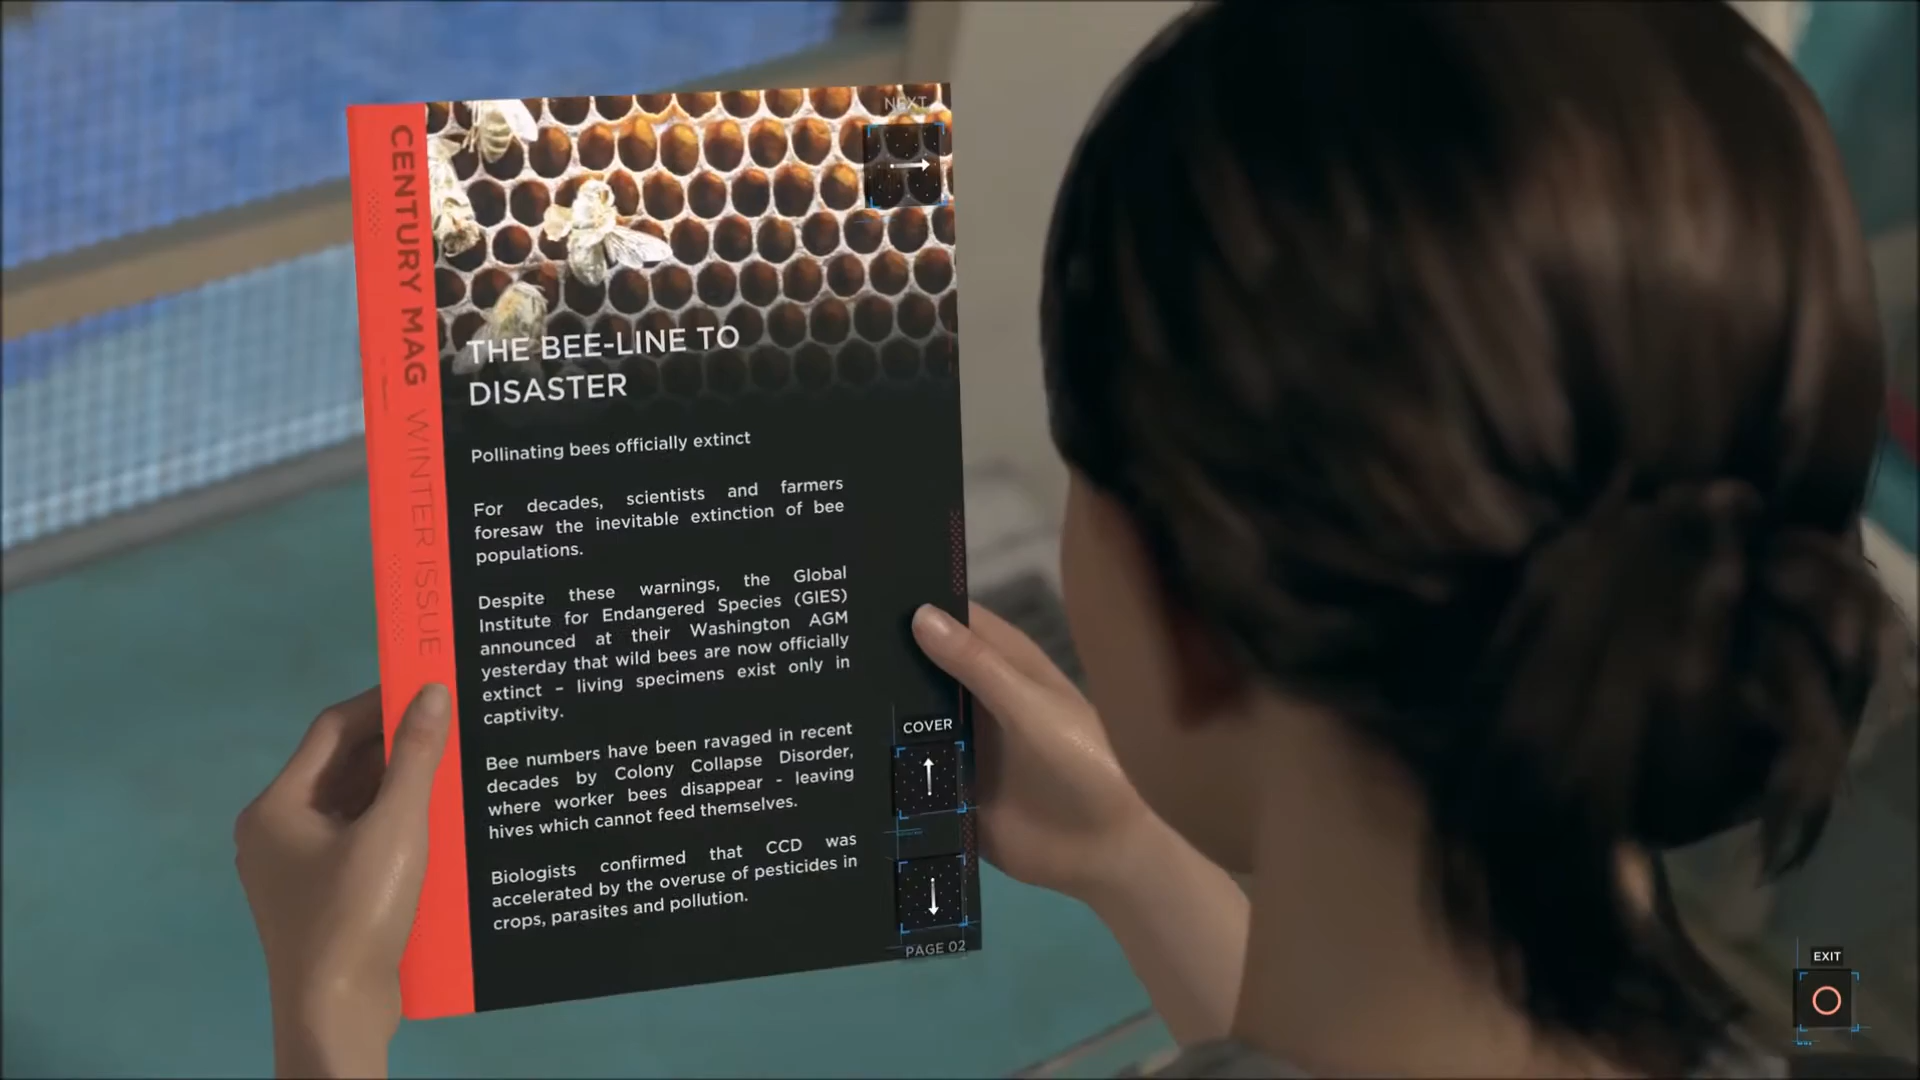 CENTURY MAG WINTER ISSUE
NEXT
THE BEE-LINE TO
DISASTER
Pollinating bees officially extinct
For decades, scientists and farmers
foresaw the inevitable extinction of bee
populations.
Despite these warnings, the Global
Institute for Endangered Species (GIES)
announced at their Washington AGM
yesterday that wild bees are now officially
extinct – living specimens exist only in
captivity.
Bee numbers have been ravaged in recent
decades by Colony Collapse Disorder,
where worker bees disappear - leaving
hives which cannot feed themselves.
Biologists confirmed that CCD was
accelerated by the overuse of pesticides in
crops, parasites and pollution.
COVER
PAGE 02
EXIT